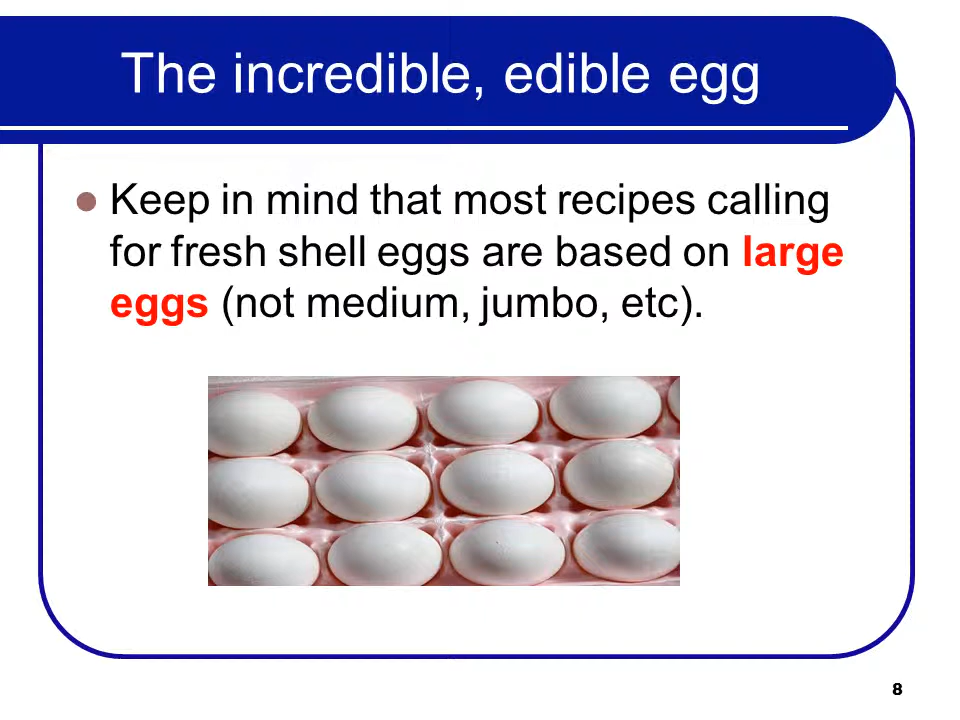 The incredible, edible egg
Keep in mind that most recipes calling
for fresh shell eggs are based on large
eggs (not medium, jumbo, etc).
8